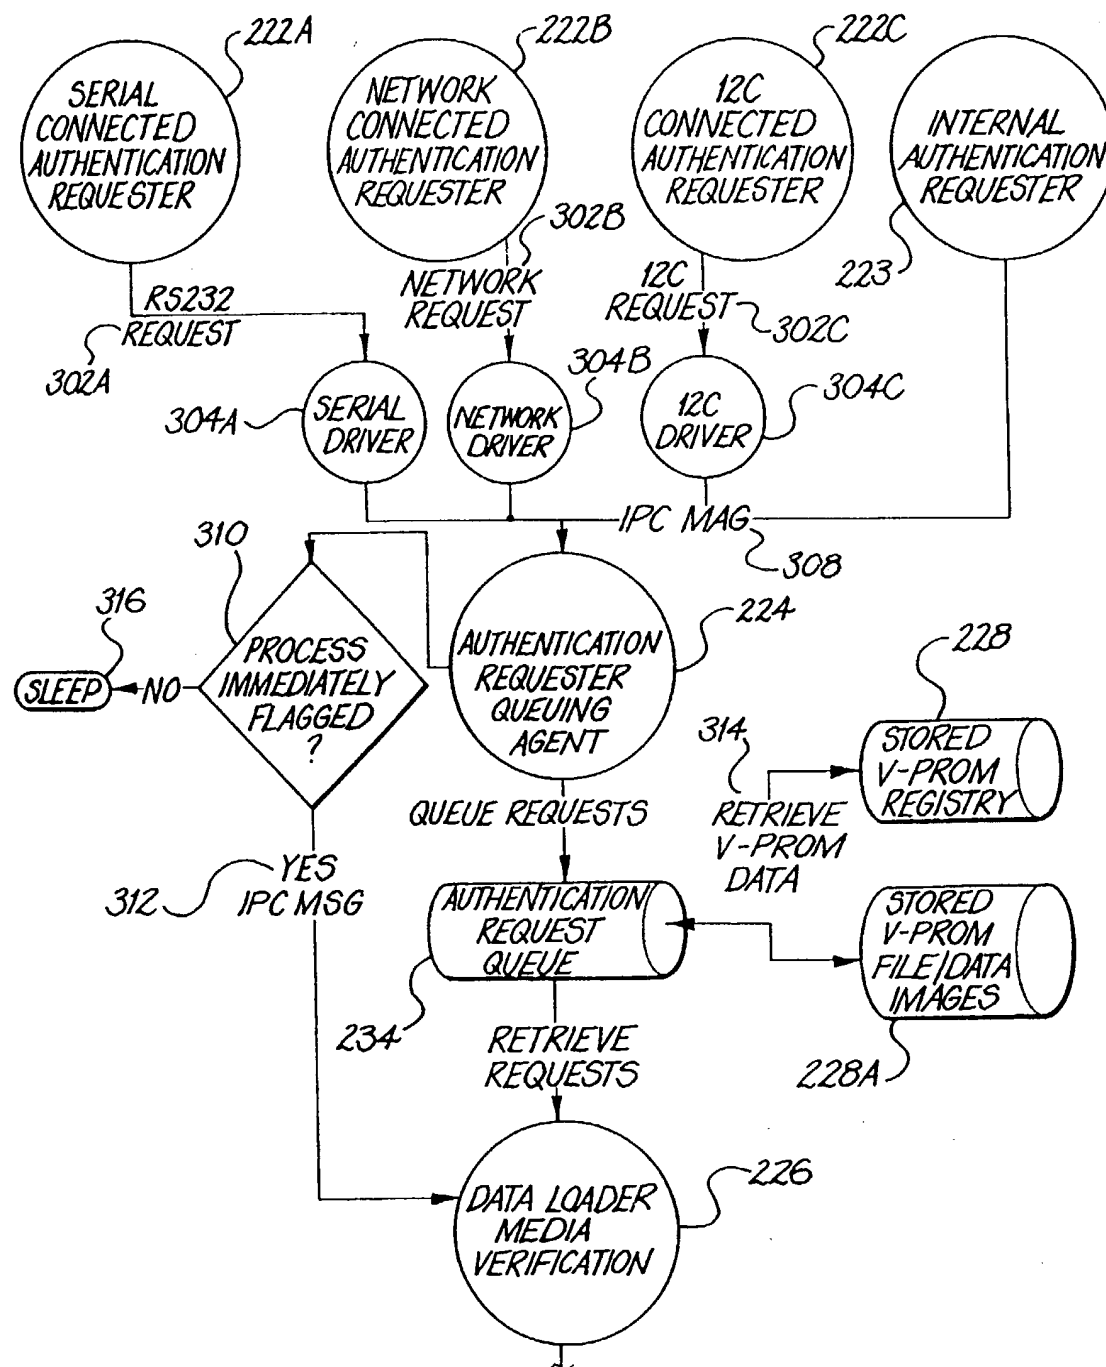 222A
222B
222C
SERIAL
CONNECTED
AUTHENTICATION
REQUESTER
NETWORK
CONNECTED
AUTHENTICATION
REQUESTER
12C
CONNECTED
AUTHENTICATION
REQUESTER
INTERNAL
AUTHENTICATION
REQUESTER
223
RS232
REQUEST
302A
302B
NETWORK
REQUEST
12C
REQUEST
302C
304A
SERIAL
DRIVER
304B
NETWORK
DRIVER
304C
12C
DRIVER
IPC MAG
308
310
316
SLEEP
NO
PROCESS
IMMEDIATELY
FLAGGED
?
224
AUTHENTICATION
REQUESTER
QUEUING
AGENT
228
STORED
V-PROM
REGISTRY
314
RETRIEVE
V-PROM
DATA
QUEUE REQUESTS
312
YES
IPC MSG
AUTHENTICATION
REQUEST
QUEUE
234
STORED
V-PROM
FILE/DATA
IMAGES
228A
RETRIEVE
REQUESTS
226
DATA LOADER
MEDIA
VERIFICATION